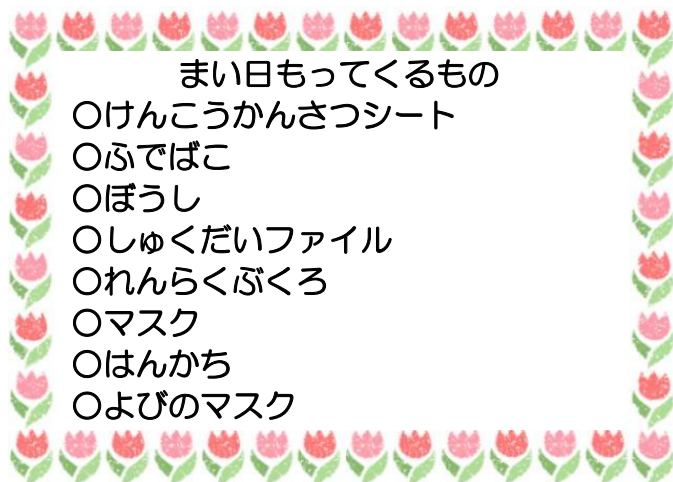 まい日もってくるもの
〇けんこうかんさつシート
〇ふでばこ
〇ぼうし
〇しゅくだいファイル
〇れんらくぶくろ
〇マスク
〇はんかち
〇よびのマスク